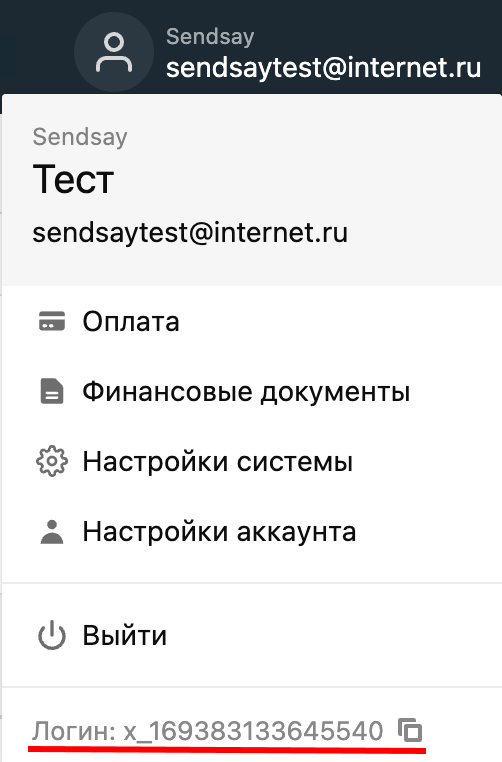 Sendsay
sendsaytest@internet.ru
Sendsay
Тест
sendsaytest@internet.ru
Оплата
Финансовые документы
Настройки системы
Настройки аккаунта
Выйти
Логин: x_169383133645540